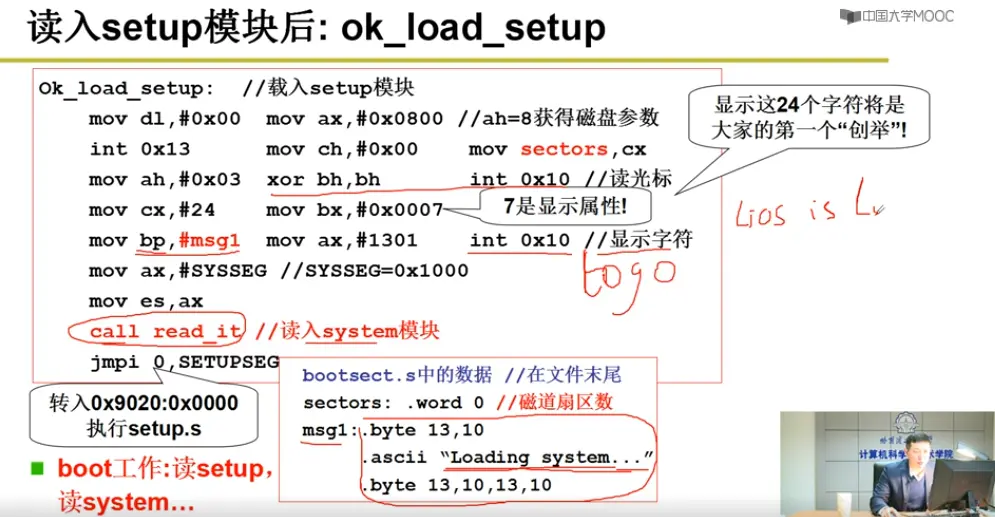 读入setup模块后: ok_load_setup
中国大学MOOC
Ok_load_setup: //载入setup模块
mov dl,#0x00 mov ax,#0x0800 //ah=8获得磁盘参数
int 0x13 mov ch,#0x00 mov sectors,cx
mov ah,#0x03 xor bh,bh int 0x10 //读光标
mov cx,#24 mov bx,#0x0007
mov bp,#msg1 mov ax,#1301 int 0x10 //显示字符
mov ax,#SYSSEG //SYSSEG=0x1000
mov es,ax
call read_it //读入system模块
jmpi 0,SETUPSEG
显示这24个字符将是
大家的第一个“创举”!
7是显示属性!
Lios is L
logo
转入0x9020:0x0000
执行setup.s
bootsect.s中的数据 //在文件末尾
sectors: .word 0 //磁道扇区数
msg1:.byte 13,10
.ascii “Loading system...”
.byte 13,10,13,10
boot工作:读setup,
读system…